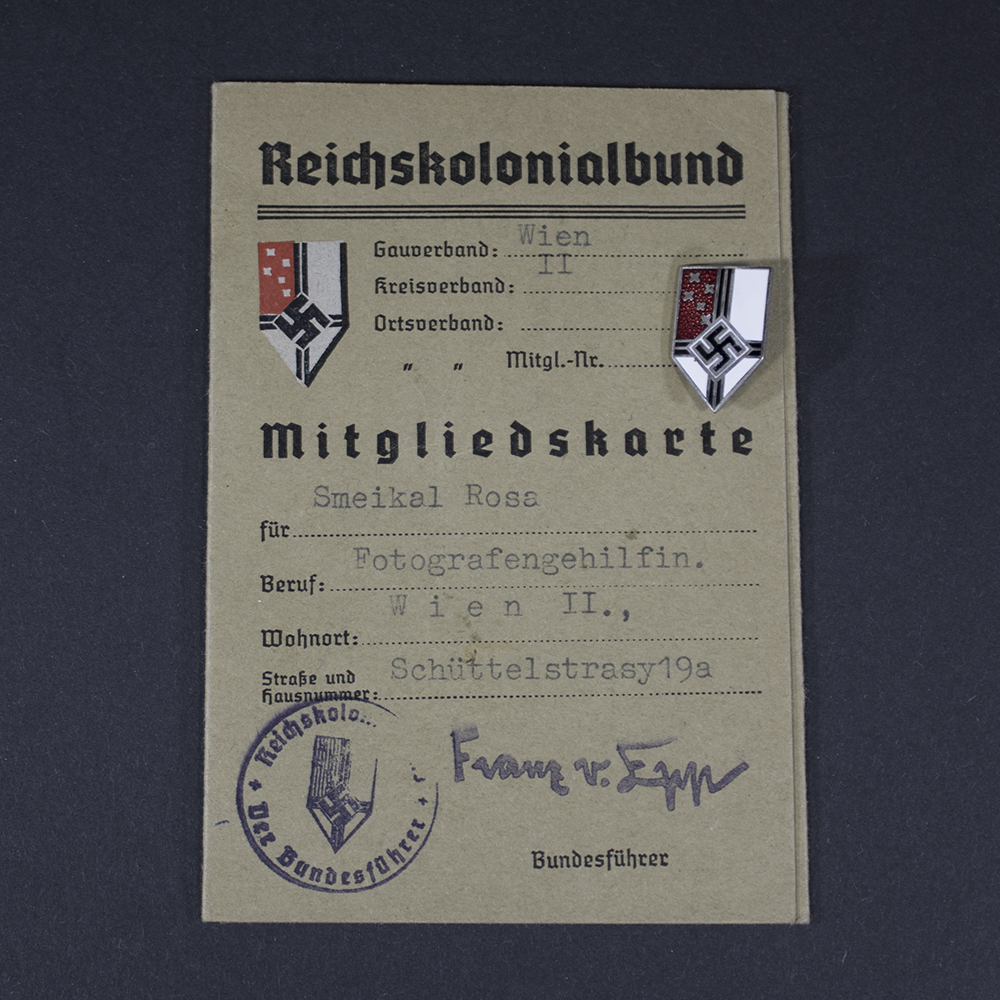 Reichskolonialbund
Gauverband: Wien
II
Kreisverband:
Ortsverband:
„ „ Mitgl.-Nr.
Mitgliedskarte
Smeikal Rosa
für
Fotografengehilfin.
Beruf:
Wien II.,
Wohnort:
Schüttelstrasy19a
Straße und
Hausnummer:
Reichskolo
Der Bundesführer
Franz v. Epp
Bundesführer